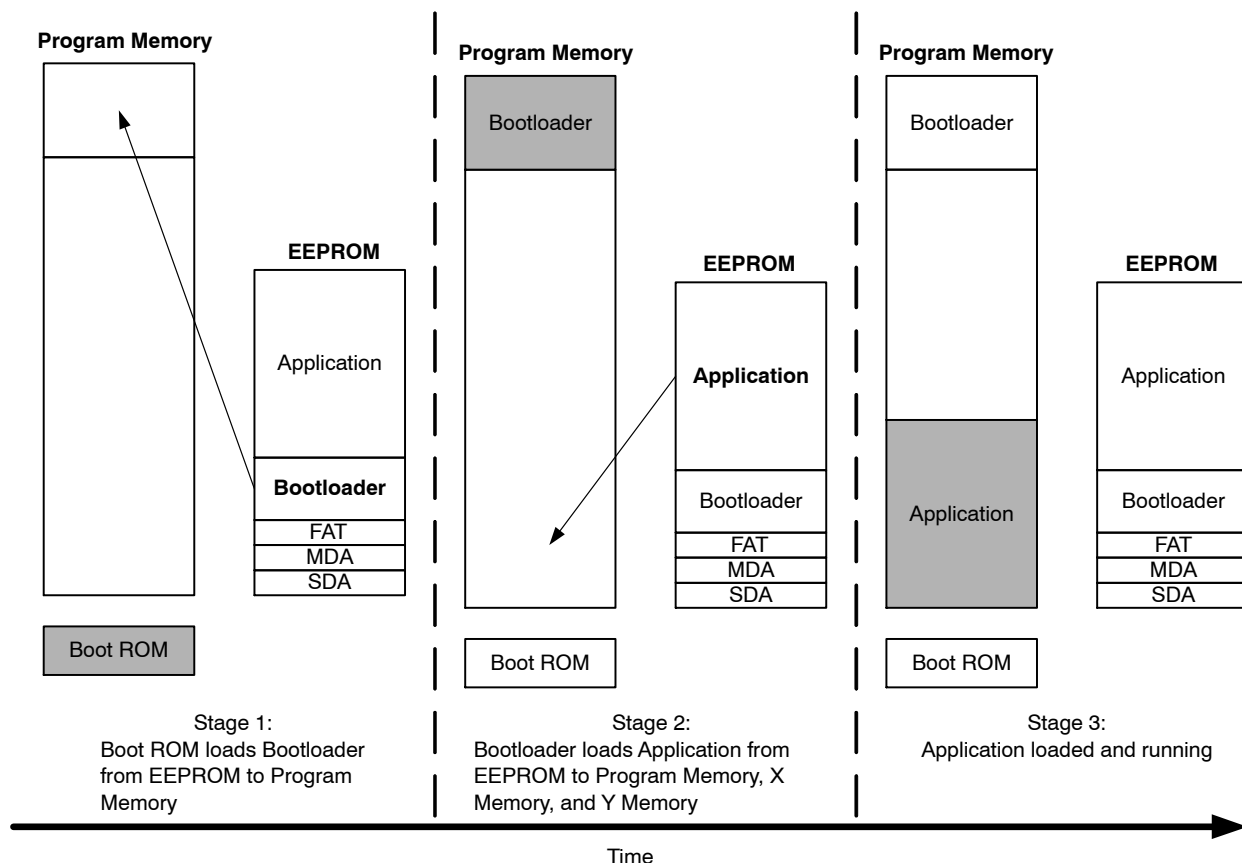 Program Memory
EEPROM
Application
Bootloader
FAT
MDA
SDA
Boot ROM
Stage 1:
Boot ROM loads Bootloader
from EEPROM to Program
Memory
Program Memory
Bootloader
EEPROM
Application
Bootloader
FAT
MDA
SDA
Boot ROM
Stage 2:
Bootloader loads Application from
EEPROM to Program Memory, X
Memory, and Y Memory
Program Memory
Bootloader
EEPROM
Application
Application
Bootloader
FAT
MDA
SDA
Boot ROM
Stage 3:
Application loaded and running
Time